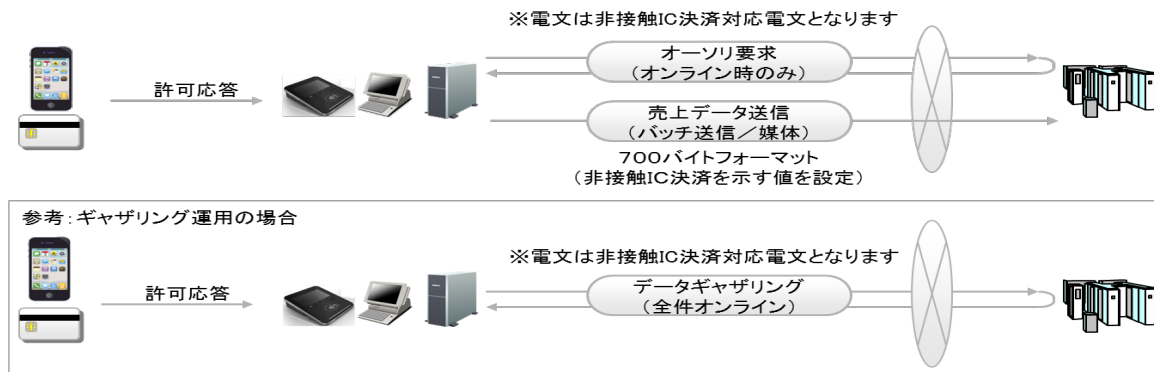 ※電文は非接触IC決済対応電文となります
オーソリ要求
（オンライン時のみ）
許可応答
売上データ送信
（バッチ送信／媒体）
700バイトフォーマット
（非接触IC決済を示す値を設定）
参考：ギャザリング運用の場合
※電文は非接触IC決済対応電文となります
許可応答
データギャザリング
（全件オンライン）